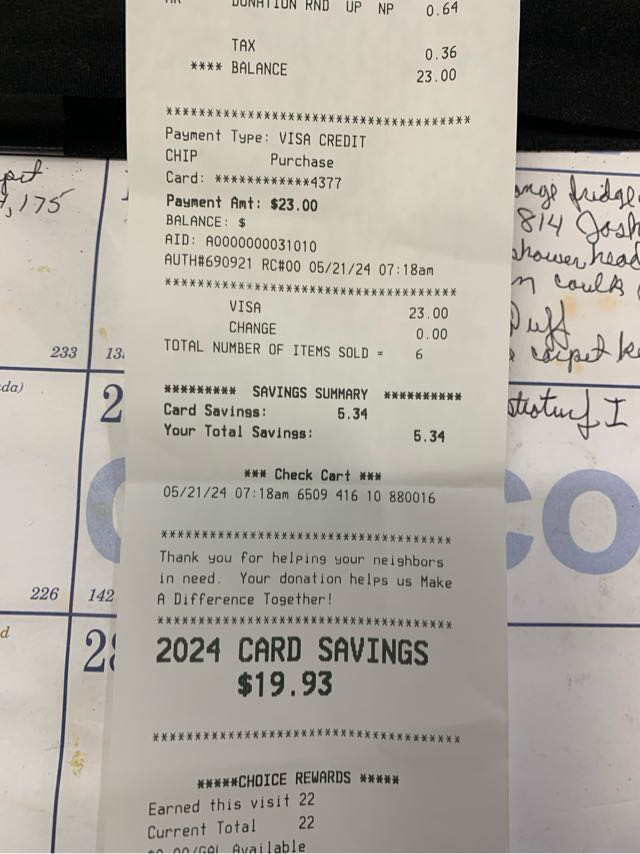 DONATION RND UP NP 0.64
TAX 0.36
**** BALANCE 23.00
****************************************
Payment Type: VISA CREDIT
CHIP Purchase
Card: ************4377
Payment Amt: $23.00
BALANCE: $
AID: A0000000031010
AUTH#690921 RC#00 05/21/24 07:18am
****************************************
VISA 23.00
CHANGE 0.00
TOTAL NUMBER OF ITEMS SOLD = 6
********* SAVINGS SUMMARY **********
Card Savings: 5.34
Your Total Savings: 5.34
*** Check Cart ***
05/21/24 07:18am 6509 416 10 880016
****************************************
Thank you for helping your neighbors
in need. Your donation helps us Make
A Difference Together!
****************************************
2024 CARD SAVINGS
$19.93
****************************************
*****CHOICE REWARDS *****
Earned this visit 22
Current Total 22
$0.00/GAL Available
233
226
142
814 Josh
shower head
I